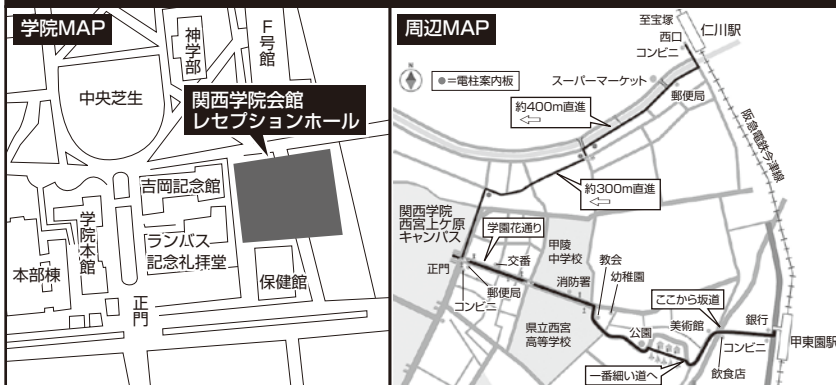 学院MAP
神学部
F号館
中央芝生
関西学院会館
レセプションホール
吉岡記念館
学院本館
ランバス
記念礼拝堂
本部棟
保健館
正門
周辺MAP
至宝塚
西口
仁川駅
コンビニ
●=電柱案内板
スーパーマーケット
郵便局
約400m直進
⇦
阪急電鉄今津線
約300m直進
⇦
関西学院
西宮上ケ原
キャンパス
学園花通り
甲陵
中学校
交番
教会
正門
消防署
幼稚園
郵便局
コンビニ
ここから坂道
県立西宮
高等学校
公園
美術館
銀行
コンビニ
甲東園駅
一番細い道へ
飲食店